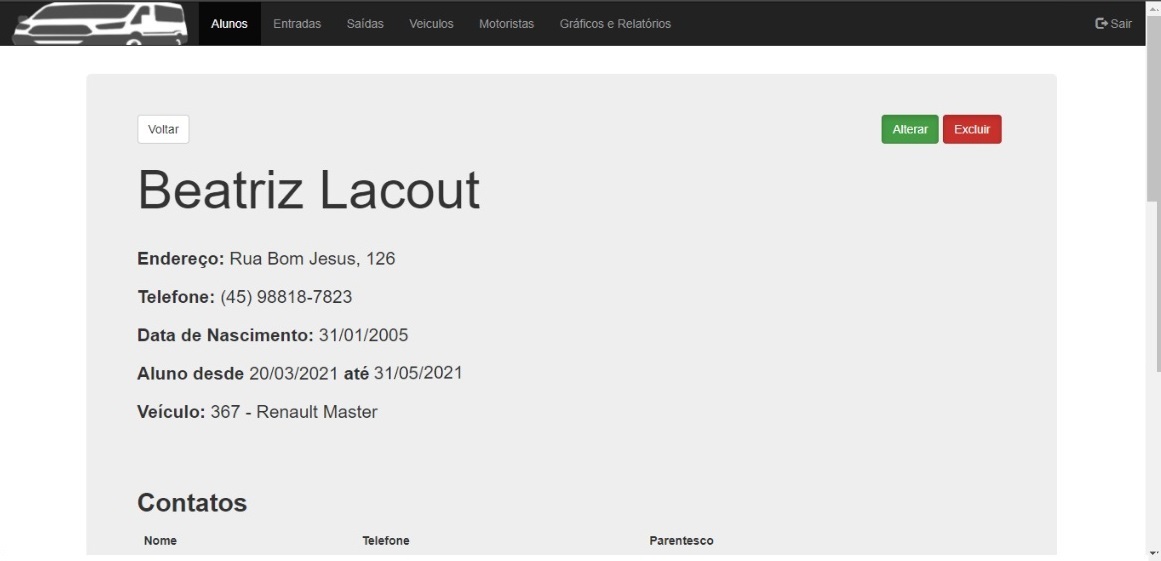 Alunos Entradas Saídas Veiculos Motoristas Gráficos e Relatórios Sair
Voltar Alterar Excluir
Beatriz Lacout
Endereço: Rua Bom Jesus, 126
Telefone: (45) 98818-7823
Data de Nascimento: 31/01/2005
Aluno desde 20/03/2021 até 31/05/2021
Veículo: 367 - Renault Master
Contatos
Nome Telefone Parentesco